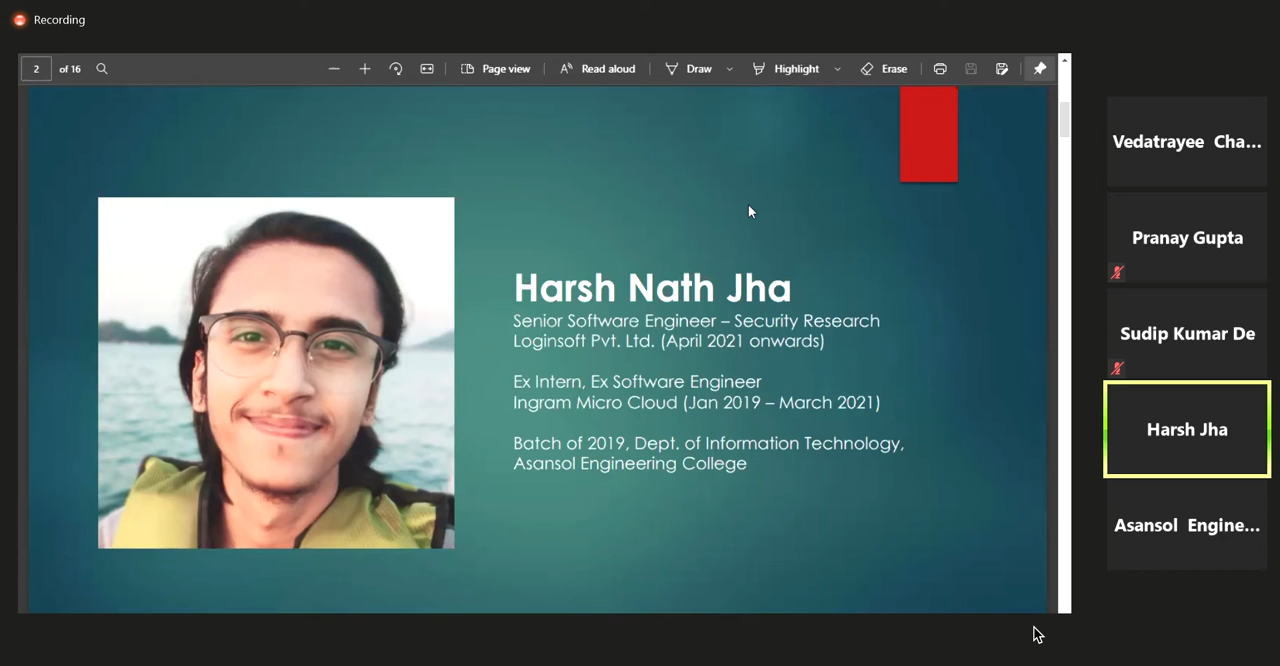 Recording
2 of 16
Page view
Read aloud
Draw
Highlight
Erase
Harsh Nath Jha
Senior Software Engineer – Security Research
Loginsoft Pvt. Ltd. (April 2021 onwards)
Ex Intern, Ex Software Engineer
Ingram Micro Cloud (Jan 2019 – March 2021)
Batch of 2019, Dept. of Information Technology,
Asansol Engineering College
Vedatrayee Cha...
Pranay Gupta
Sudip Kumar De
Harsh Jha
Asansol Engine...